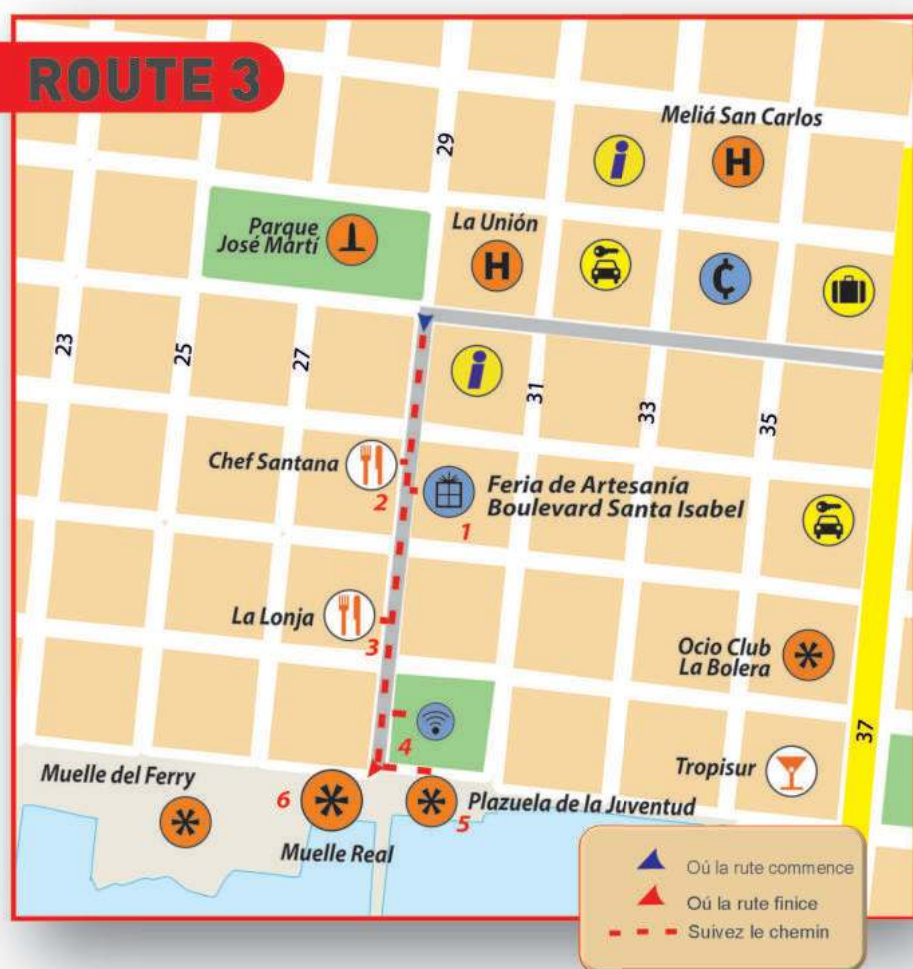 ROUTE 3
Meliá San Carlos
29
i
H
Parque
José Martí
La Unión
H
¢
23
25
27
i
31
33
35
Chef Santana
2
Feria de Artesanía
Boulevard Santa Isabel
1
La Lonja
3
Ocio Club
La Bolera
4
37
Muelle del Ferry
6
Tropisur
Plazuela de la Juventud
5
Muelle Real
Oú la rute commence
Oú la rute finice
Suivez le chemin